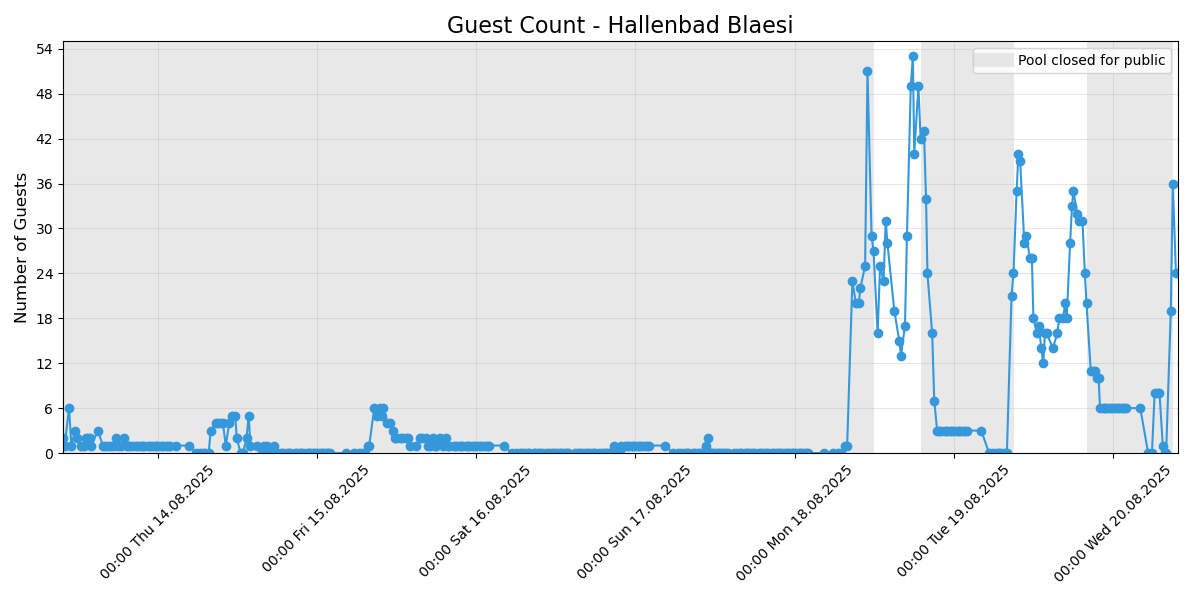 Guest Count - Hallenbad Blaesi
Pool closed for public
Number of Guests
54
48
42
36
30
24
18
12
6
0
00:00 Thu 14.08.2025
00:00 Fri 15.08.2025
00:00 Sat 16.08.2025
00:00 Sun 17.08.2025
00:00 Mon 18.08.2025
00:00 Tue 19.08.2025
00:00 Wed 20.08.2025